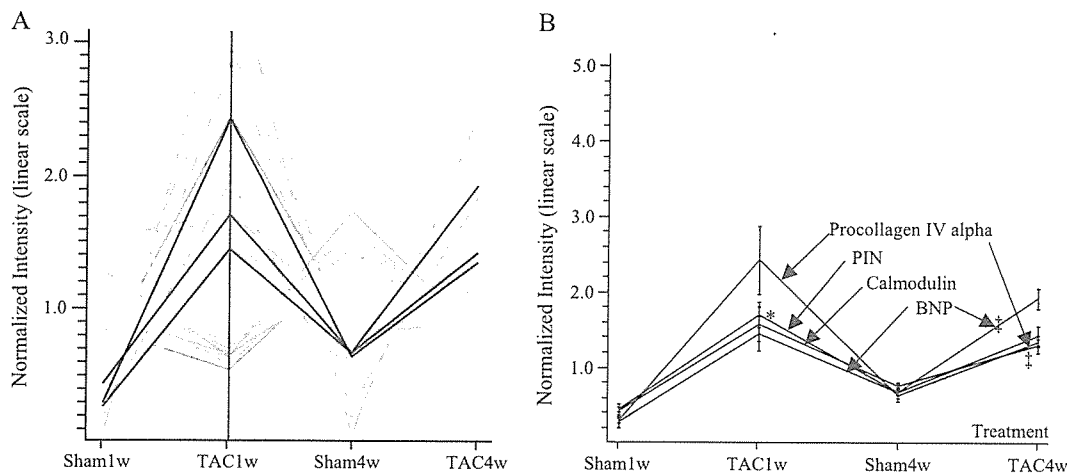 A
3.0
2.0
1.0
Normalized Intensity (linear scale)
Sham1w TAC1w Sham4w TAC4w
B
5.0
4.0
3.0
2.0
1.0
Normalized Intensity (linear scale)
Procollagen IV alpha
PIN
Calmodulin
BNP
*
‡
‡
Treatment
Sham1w TAC1w Sham4w TAC4w